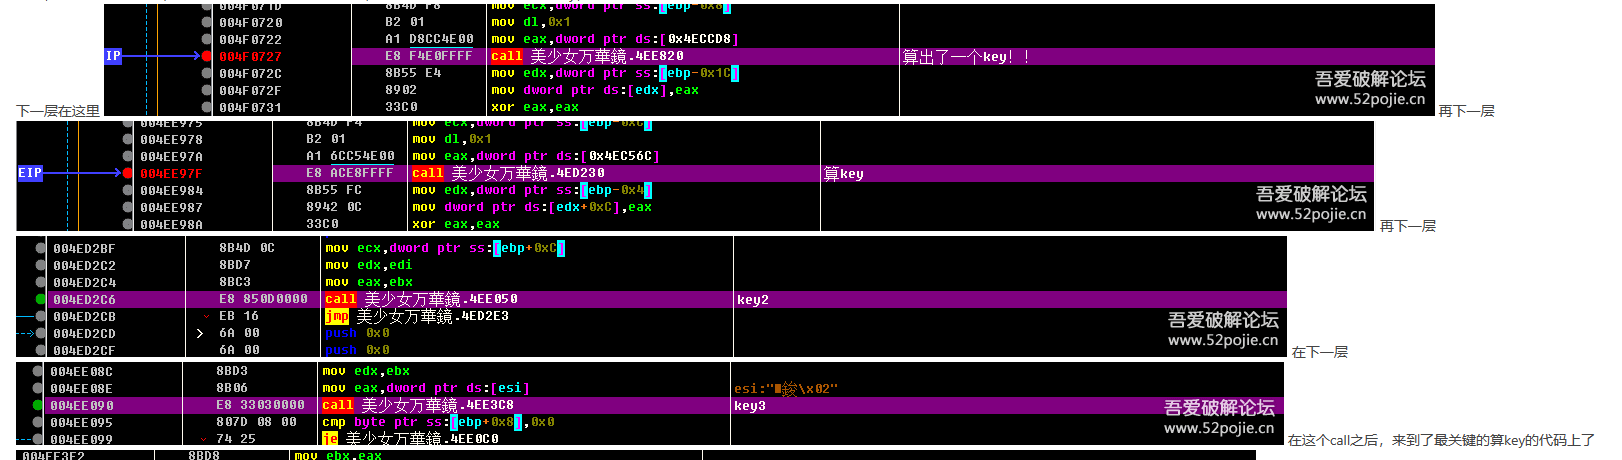 004F071D 8B4D F8 mov ecx,dword ptr ss:[ebp-0x8]
004F0720 B2 01 mov dl,0x1
004F0722 A1 D8CC4E00 mov eax,dword ptr ds:[0x4ECCD8]
IP 004F0727 E8 F4E0FFFF call 美少女万華鏡.4EE820 算出了一个key！！
004F072C 8B55 E4 mov edx,dword ptr ss:[ebp-0x1C]
004F072F 8902 mov dword ptr ds:[edx],eax
004F0731 33C0 xor eax,eax
吾爱破解论坛
www.52pojie.cn
下一层在这里 再下一层
004EE975 8B4D F4 mov ecx,dword ptr ss:[ebp-0xC]
004EE978 B2 01 mov dl,0x1
004EE97A A1 6CC54E00 mov eax,dword ptr ds:[0x4EC56C]
EIP 004EE97F E8 ACE8FFFF call 美少女万華鏡.4ED230 算key
004EE984 8B55 FC mov edx,dword ptr ss:[ebp-0x4]
004EE987 8942 0C mov dword ptr ds:[edx+0xC],eax
004EE98A 33C0 xor eax,eax
吾爱破解论坛
www.52pojie.cn
再下一层
004ED2BF 8B4D 0C mov ecx,dword ptr ss:[ebp+0xC]
004ED2C2 8BD7 mov edx,edi
004ED2C4 8BC3 mov eax,ebx
004ED2C6 E8 850D0000 call 美少女万華鏡.4EE050 key2
004ED2CB EB 16 jmp 美少女万華鏡.4ED2E3
004ED2CD 6A 00 push 0x0
004ED2CF 6A 00 push 0x0
吾爱破解论坛
www.52pojie.cn
在下一层
004EE08C 8BD3 mov edx,ebx
004EE08E 8B06 mov eax,dword ptr ds:[esi]
004EE090 E8 33030000 call 美少女万華鏡.4EE3C8 key3
004EE095 807D 08 00 cmp byte ptr ss:[ebp+0x8],0x0
004EE099 74 25 je 美少女万華鏡.4EE0C0
吾爱破解论坛
www.52pojie.cn
在这个call之后，来到了最关键的算key的代码上了
004EE3E2 8BD8 mov ebx,eax